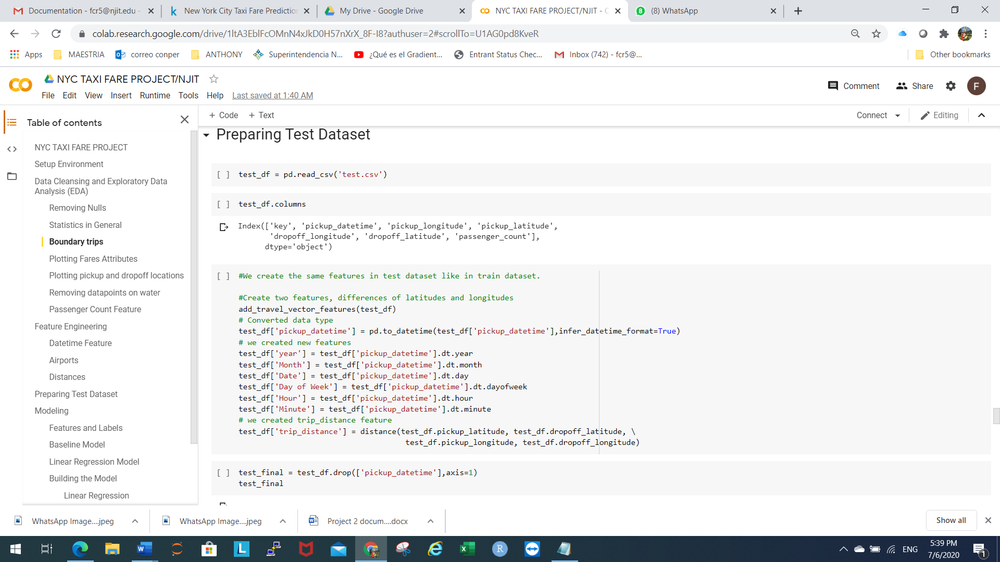 Documentation - fcr5@njit.edu -
New York City Taxi Fare Prediction
My Drive - Google Drive
NYC TAXI FARE PROJECT/NJIT - C
(8) WhatsApp
colab.research.google.com/drive/1ltA3EblFcOMnN4xJkD0H57nXrX_8F-I8?authuser=2#scrollTo=U1AG0pd8KveR
Apps
MAESTRIA
correo conper
ANTHONY
Superintendencia N...
¿Qué es el Gradient...
Entrant Status Chec...
Inbox (742) - fcr5@...
Other bookmarks
NYC TAXI FARE PROJECT/NJIT
File Edit View Insert Runtime Tools Help Last saved at 1:40 AM
Comment
Share
F
+ Code + Text
Connect
Editing
Table of contents
NYC TAXI FARE PROJECT
Setup Environment
Data Cleansing and Exploratory Data
Analysis (EDA)
Removing Nulls
Statistics in General
Boundary trips
Plotting Fares Attributes
Plotting pickup and dropoff locations
Removing datapoints on water
Passenger Count Feature
Feature Engineering
Datetime Feature
Airports
Distances
Preparing Test Dataset
Modeling
Features and Labels
Baseline Model
Linear Regression Model
Building the Model
Linear Regression
Preparing Test Dataset
[ ] test_df = pd.read_csv('test.csv')
[ ] test_df.columns
Index(['key', 'pickup_datetime', 'pickup_longitude', 'pickup_latitude',
'dropoff_longitude', 'dropoff_latitude', 'passenger_count'],
dtype='object')
[ ] #We create the same features in test dataset like in train dataset.
#Create two features, differences of latitudes and longitudes
add_travel_vector_features(test_df)
# Converted data type
test_df['pickup_datetime'] = pd.to_datetime(test_df['pickup_datetime'],infer_datetime_format=True)
# we created new features
test_df['year'] = test_df['pickup_datetime'].dt.year
test_df['Month'] = test_df['pickup_datetime'].dt.month
test_df['Date'] = test_df['pickup_datetime'].dt.day
test_df['Day of Week'] = test_df['pickup_datetime'].dt.dayofweek
test_df['Hour'] = test_df['pickup_datetime'].dt.hour
test_df['Minute'] = test_df['pickup_datetime'].dt.minute
# we created trip_distance feature
test_df['trip_distance'] = distance(test_df.pickup_latitude, test_df.dropoff_latitude, \
test_df.pickup_longitude, test_df.dropoff_longitude)
[ ] test_final = test_df.drop(['pickup_datetime'],axis=1)
test_final
WhatsApp Image....jpeg
WhatsApp Image....jpeg
Project 2 docum....docx
Show all
ENG
5:39 PM
7/6/2020
1